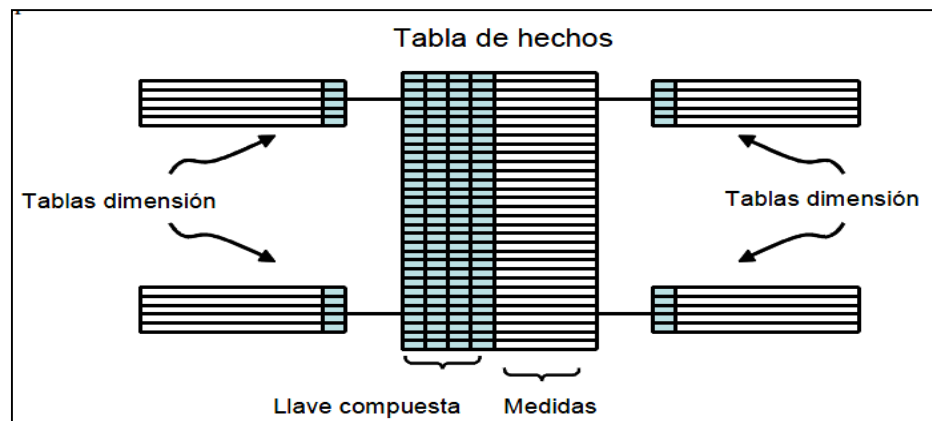 Tabla de hechos
Tablas dimensión
Tablas dimensión
Llave compuesta
Medidas